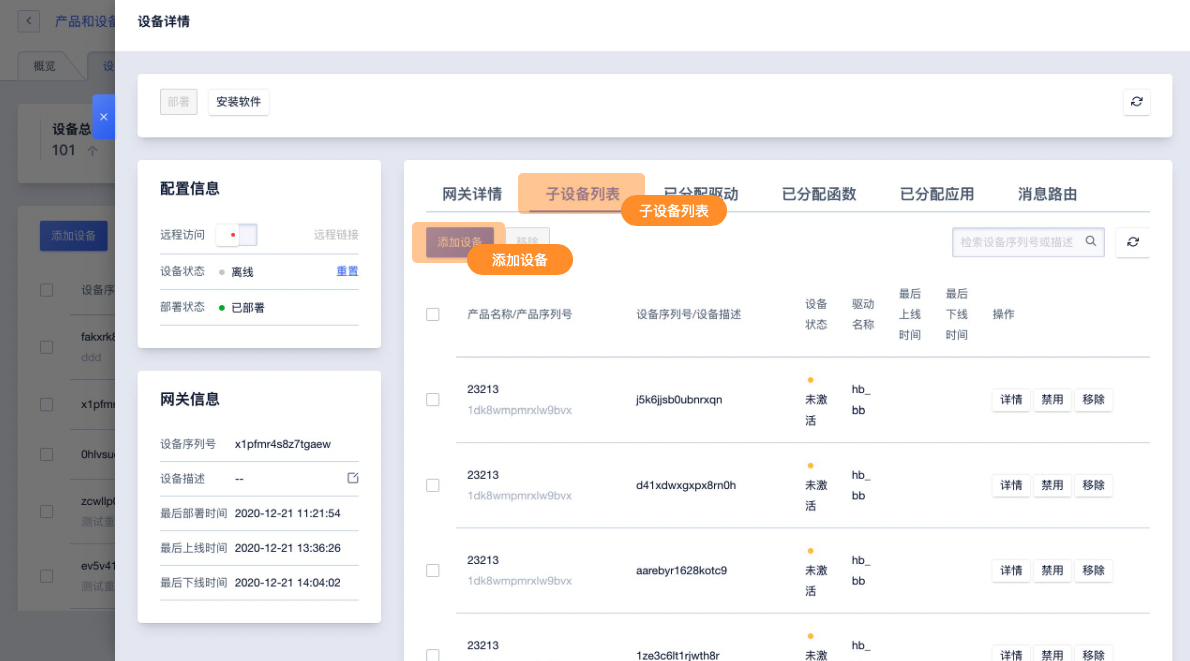 产品和设备
设备详情
概览
设
部署
安装软件
设备总
101
添加设备
设备序
fakxrk8
ddd
x1pfmr
0hlvsu
zcwllp0
测试重
ev5v41
测试重
配置信息
远程访问
远程链接
设备状态
离线
重置
部署状态
已部署
网关信息
设备序列号
x1pfmr4s8z7tgaew
设备描述
--
最后部署时间
2020-12-21 11:21:54
最后上线时间
2020-12-21 13:36:26
最后下线时间
2020-12-21 14:04:02
网关详情
子设备列表
已分配驱动
已分配函数
已分配应用
消息路由
子设备列表
添加设备
移除
添加设备
检索设备序列号或描述
产品名称/产品序列号
设备序列号/设备描述
设备
状态
驱动
名称
最后
上线
时间
最后
下线
时间
操作
23213
1dk8wmpmrxlw9bvx
j5k6jjsb0ubnrxqn
未激
活
hb_
bb
详情
禁用
移除
23213
1dk8wmpmrxlw9bvx
d41xdwxgxpx8rn0h
未激
活
hb_
bb
详情
禁用
移除
23213
1dk8wmpmrxlw9bvx
aarebyr1628kotc9
未激
活
hb_
bb
详情
禁用
移除
23213
1ze3c6lt1rjwth8r
未激
hb_
详情
禁用
移除